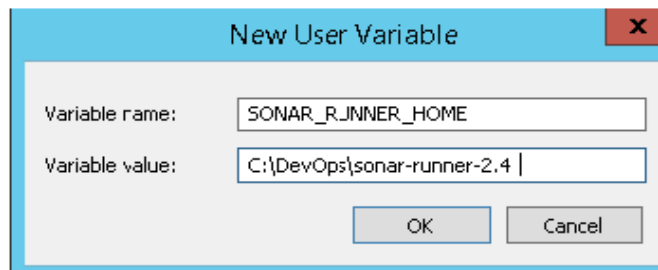 New User Variable
x
Variable name:
SONAR_RUNNER_HOME
Variable value:
C:\DevOps\sonar-runner-2.4
OK
Cancel